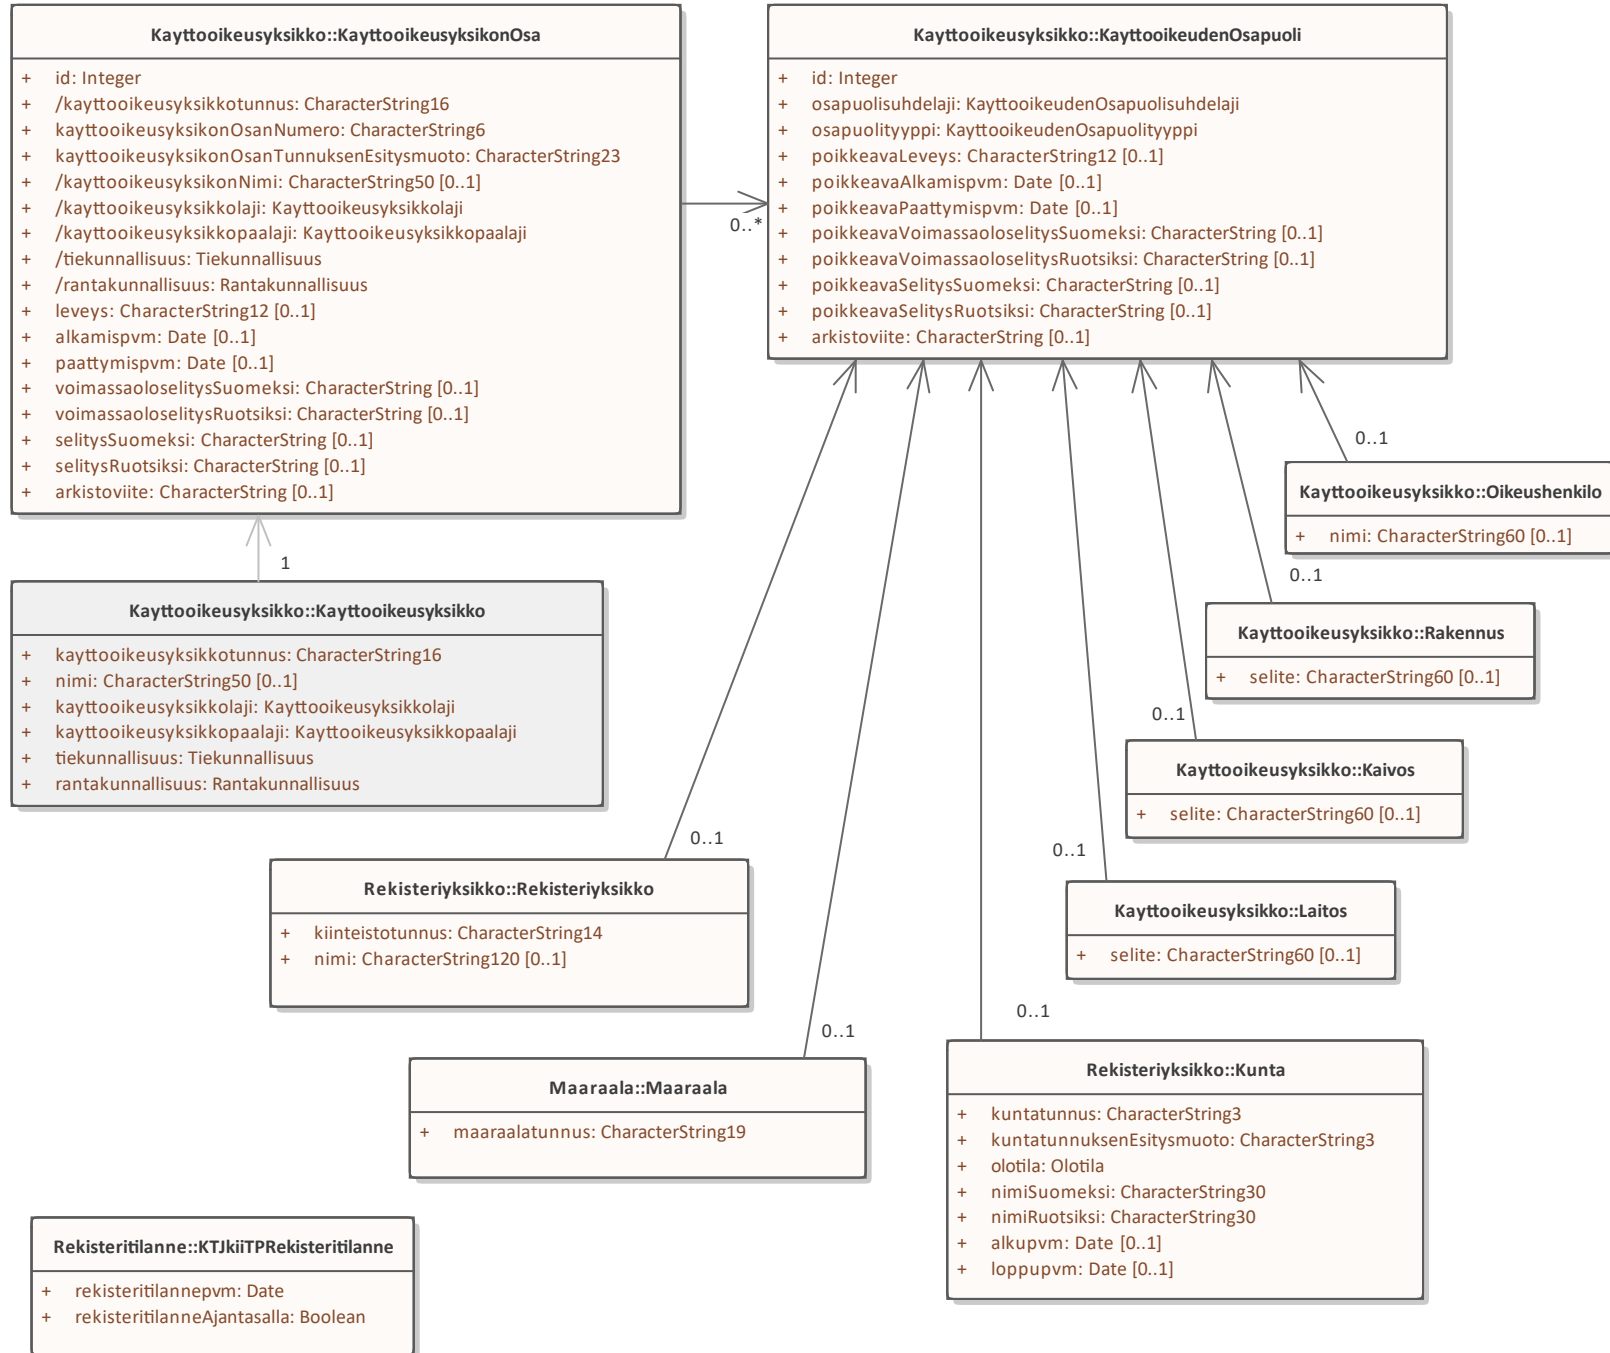 Kayttooikeusyksikko::KayttooikeusyksikonOsa
+ id: Integer
+ /kayttooikeusyksikkotunnus: CharacterString16
+ kayttooikeusyksikonOsanNumero: CharacterString6
+ kayttooikeusyksikonOsanTunnuksenEsitysmuoto: CharacterString23
+ /kayttooikeusyksikonNimi: CharacterString50 [0..1]
+ /kayttooikeusyksikkolaji: Kayttooikeusyksikkolaji
+ /kayttooikeusyksikkopaalaji: Kayttooikeusyksikkopaalaji
+ /tiekunnallisuus: Tiekunnallisuus
+ /rantakunnallisuus: Rantakunnallisuus
+ leveys: CharacterString12 [0..1]
+ alkamispvm: Date [0..1]
+ paattymispvm: Date [0..1]
+ voimassaoloselitysSuomeksi: CharacterString [0..1]
+ voimassaoloselitysRuotsiksi: CharacterString [0..1]
+ selitysSuomeksi: CharacterString [0..1]
+ selitysRuotsiksi: CharacterString [0..1]
+ arkistoviite: CharacterString [0..1]
0..*
Kayttooikeusyksikko::KayttooikeudenOsapuoli
+ id: Integer
+ osapuolisuhdelaji: KayttooikeudenOsapuolisuhdelaji
+ osapuolityyppi: KayttooikeudenOsapuolityyppi
+ poikkeavaLeveys: CharacterString12 [0..1]
+ poikkeavaAlkamispvm: Date [0..1]
+ poikkeavaPaattymispvm: Date [0..1]
+ poikkeavaVoimassaoloselitysSuomeksi: CharacterString [0..1]
+ poikkeavaVoimassaoloselitysRuotsiksi: CharacterString [0..1]
+ poikkeavaSelitysSuomeksi: CharacterString [0..1]
+ poikkeavaSelitysRuotsiksi: CharacterString [0..1]
+ arkistoviite: CharacterString [0..1]
0..1
Kayttooikeusyksikko::Oikeushenkilo
+ nimi: CharacterString60 [0..1]
1
Kayttooikeusyksikko::Kayttooikeusyksikko
+ kayttooikeusyksikkotunnus: CharacterString16
+ nimi: CharacterString50 [0..1]
+ kayttooikeusyksikkolaji: Kayttooikeusyksikkolaji
+ kayttooikeusyksikkopaalaji: Kayttooikeusyksikkopaalaji
+ tiekunnallisuus: Tiekunnallisuus
+ rantakunnallisuus: Rantakunnallisuus
0..1
Kayttooikeusyksikko::Rakennus
+ selite: CharacterString60 [0..1]
0..1
Kayttooikeusyksikko::Kaivos
+ selite: CharacterString60 [0..1]
0..1
Rekisteriyksikko::Rekisteriyksikko
+ kiinteistotunnus: CharacterString14
+ nimi: CharacterString120 [0..1]
0..1
Kayttooikeusyksikko::Laitos
+ selite: CharacterString60 [0..1]
0..1
Maaraala::Maaraala
+ maaraalatunnus: CharacterString19
0..1
Rekisteriyksikko::Kunta
+ kuntatunnus: CharacterString3
+ kuntatunnuksenEsitysmuoto: CharacterString3
+ olotila: Olotila
+ nimiSuomeksi: CharacterString30
+ nimiRuotsiksi: CharacterString30
+ alkupvm: Date [0..1]
+ loppupvm: Date [0..1]
Rekisteritilanne::KTJkiiTPRekisteritilanne
+ rekisteritilannepvm: Date
+ rekisteritilanneAjantasalla: Boolean